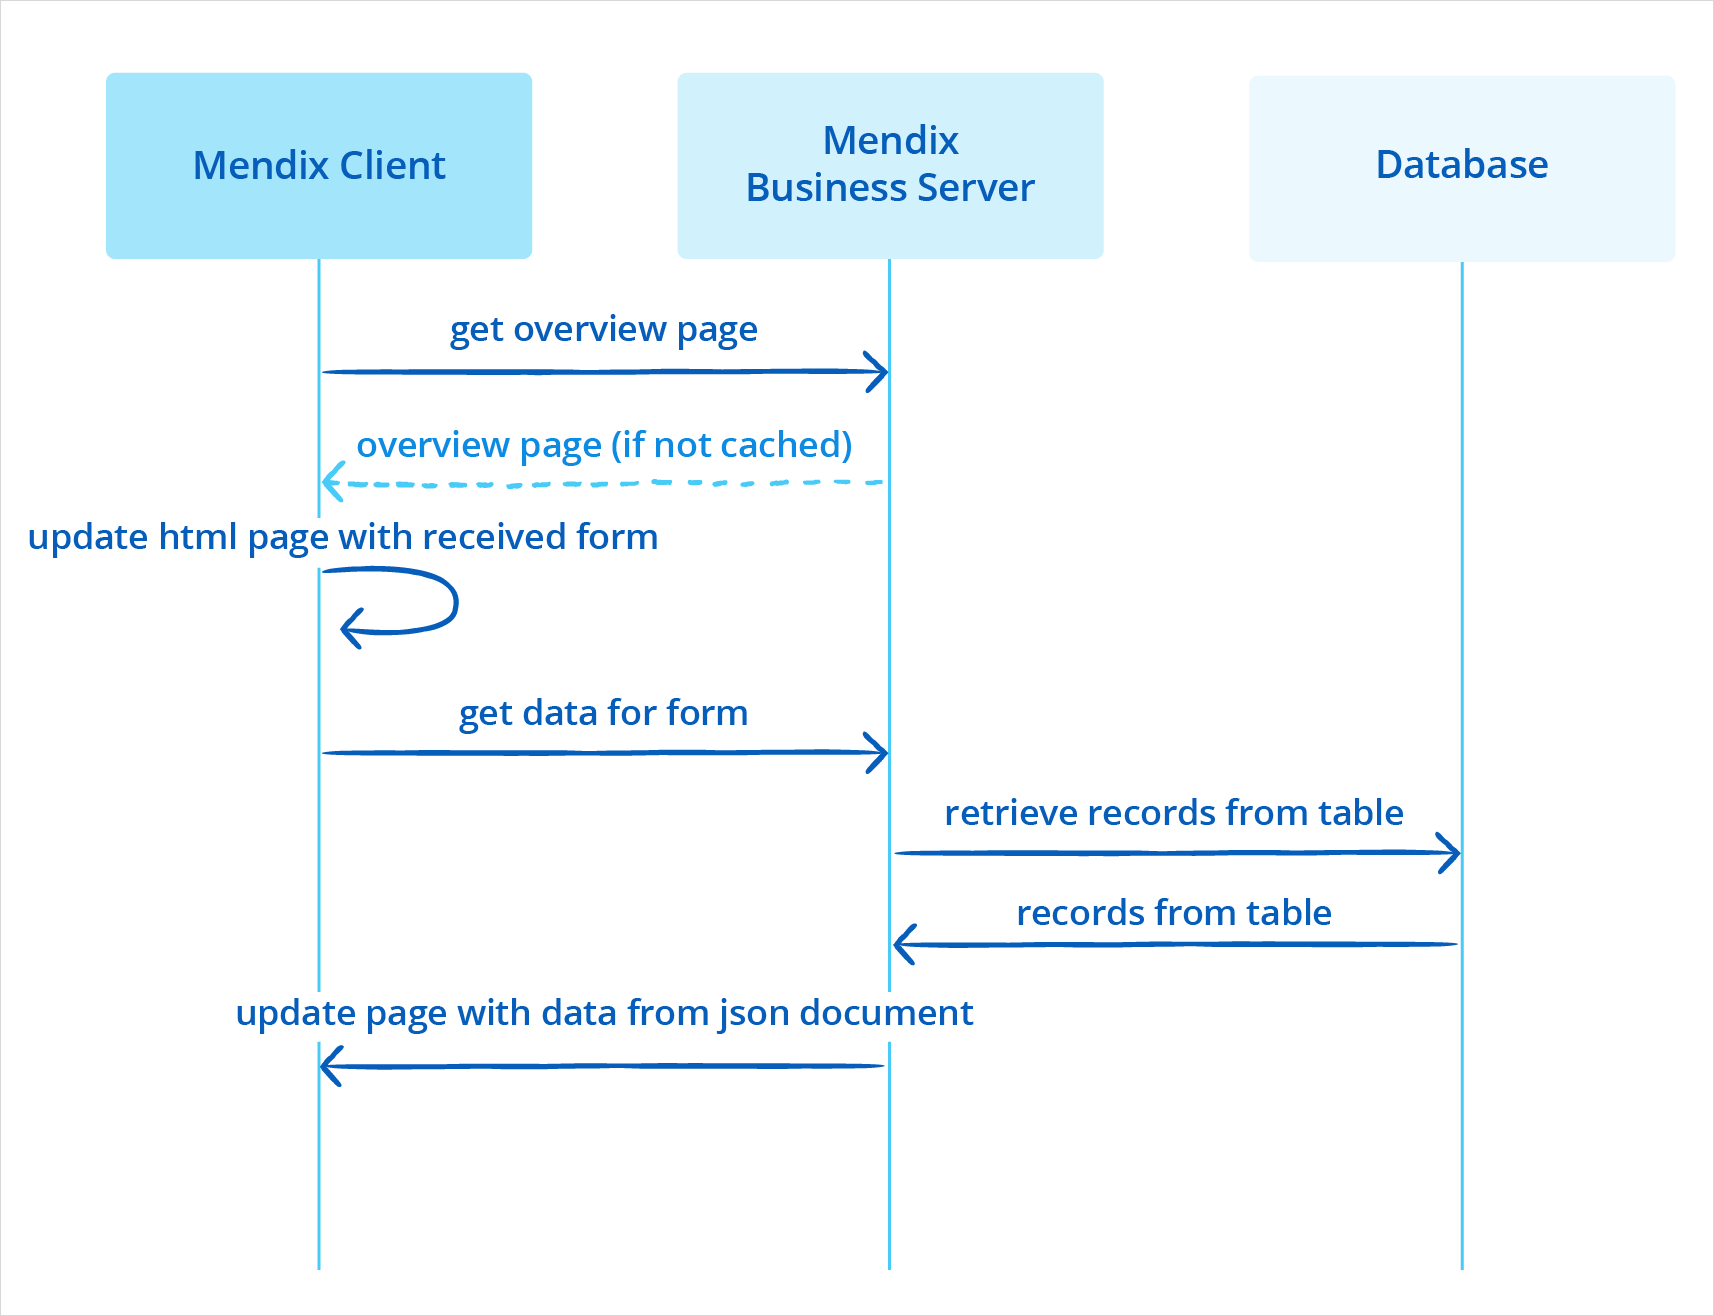 Mendix Client
Mendix
Business Server
Database
get overview page
overview page (if not cached)
update html page with received form
get data for form
retrieve records from table
records from table
update page with data from json document